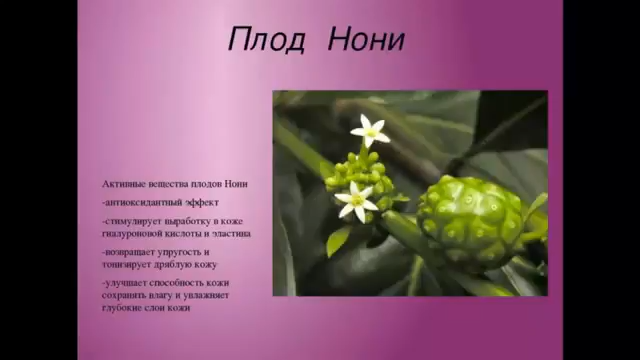 Плод Нони
Активные вещества плодов Нони
-антиоксидантный эффект
-стимулирует выработку в коже
гиалуроновой кислоты и эластина
-возвращает упругость и
тонизирует дряблую кожу
-улучшает способность кожи
сохранять влагу и увлажняет
глубокие слои кожи